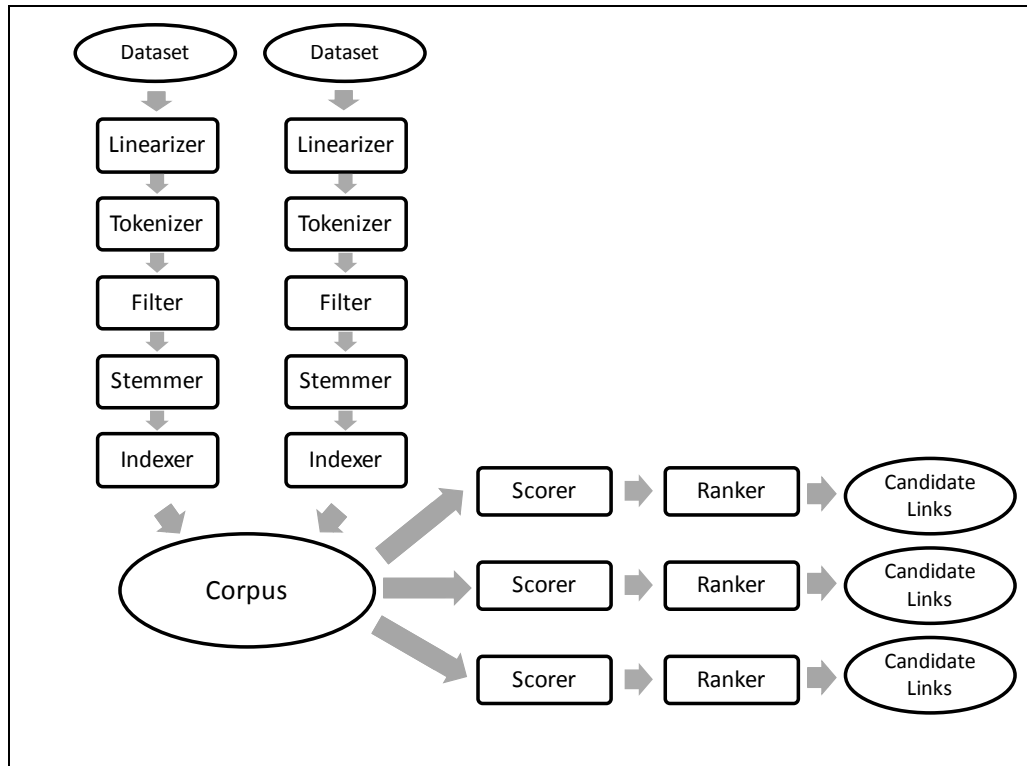 Dataset
Dataset
Linearizer
Linearizer
Tokenizer
Tokenizer
Filter
Filter
Stemmer
Stemmer
Indexer
Indexer
Corpus
Scorer
Ranker
Candidate
Links
Scorer
Ranker
Candidate
Links
Scorer
Ranker
Candidate
Links